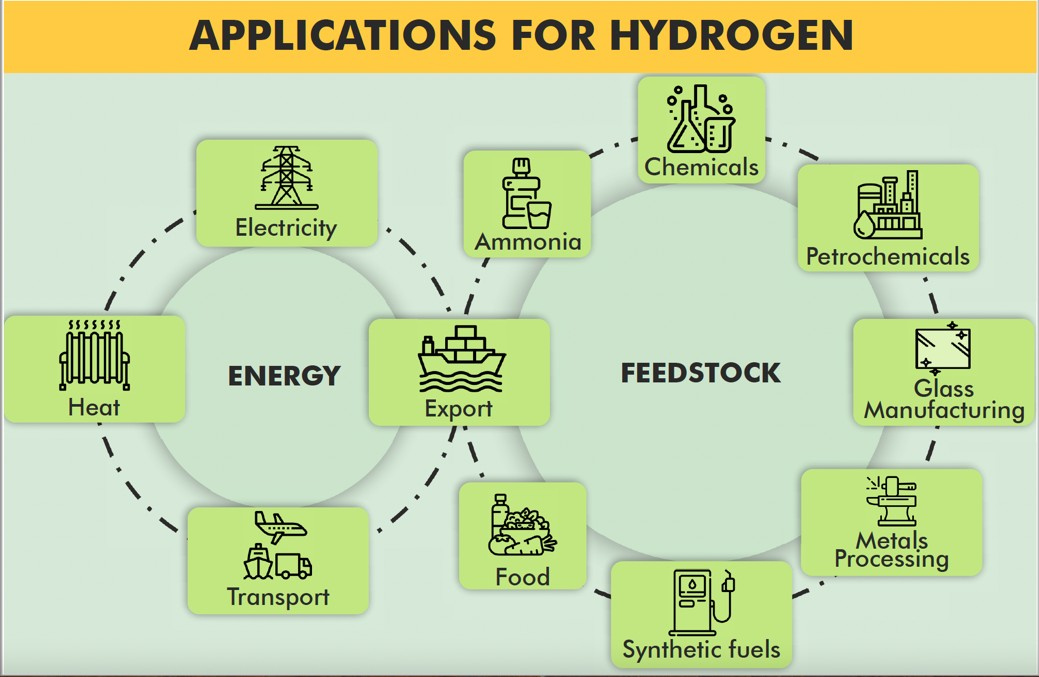 APPLICATIONS FOR HYDROGEN
Electricity
Heat
ENERGY
Export
Transport
Ammonia
Chemicals
Petrochemicals
FEEDSTOCK
Glass
Manufacturing
Metals
Processing
Synthetic fuels
Food